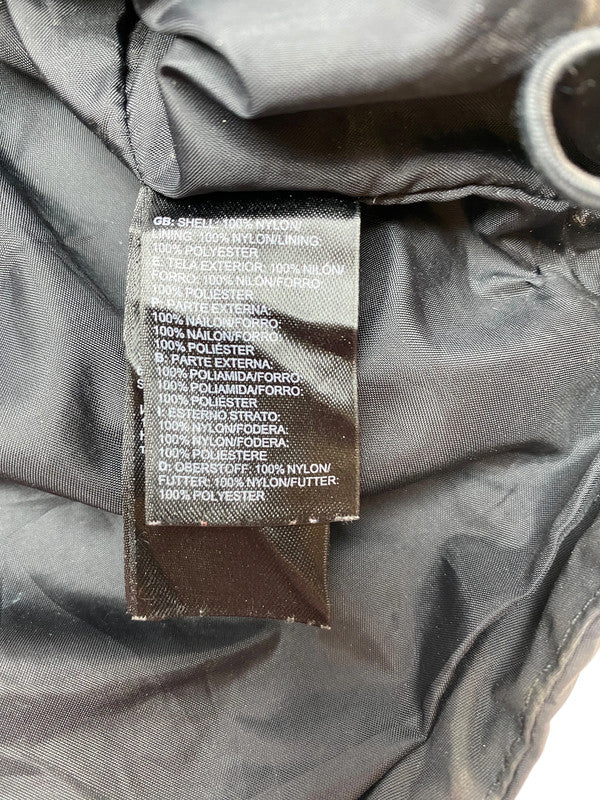 GB: SHELL: 100% NYLON/
LINING: 100% NYLON/LINING:
100% POLYESTER
E: TELA EXTERIOR: 100% NILÓN/
FORRO: 100% NILÓN/FORRO
100% POLIÉSTER
P: PARTE EXTERNA:
100% NÁILON/FORRO:
100% NÁILON/FORRO:
100% POLIÉSTER
B: PARTE EXTERNA:
100% POLIAMIDA/FORRO:
100% POLIAMIDA/FORRO:
100% POLIÉSTER
I: ESTERNO STRATO:
100% NYLON/FODERA:
100% NYLON/FODERA:
100% POLIESTERE
D: OBERSTOFF: 100% NYLON/
FUTTER: 100% NYLON/FUTTER:
100% POLYESTER